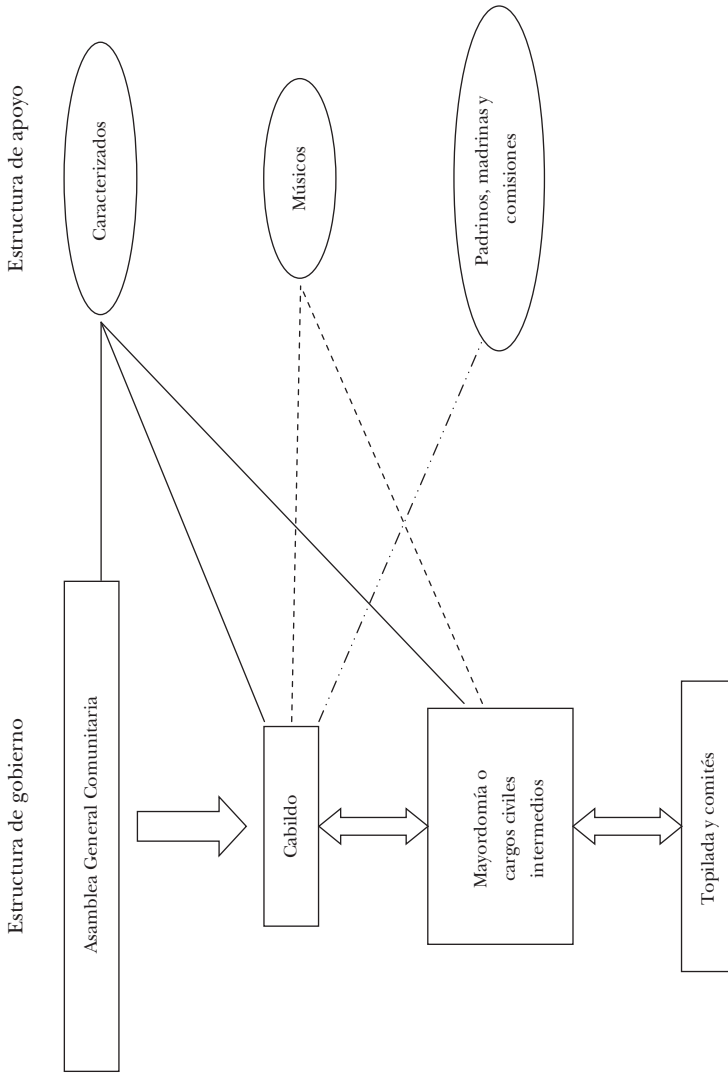 Estructura de gobierno
Estructura de apoyo
Asamblea General Comunitaria
Caracterizados
Cabildo
Músicos
Mayordomía o
cargos civiles
intermedios
Padrinos, madrinas y
comisiones
Topilada y comités